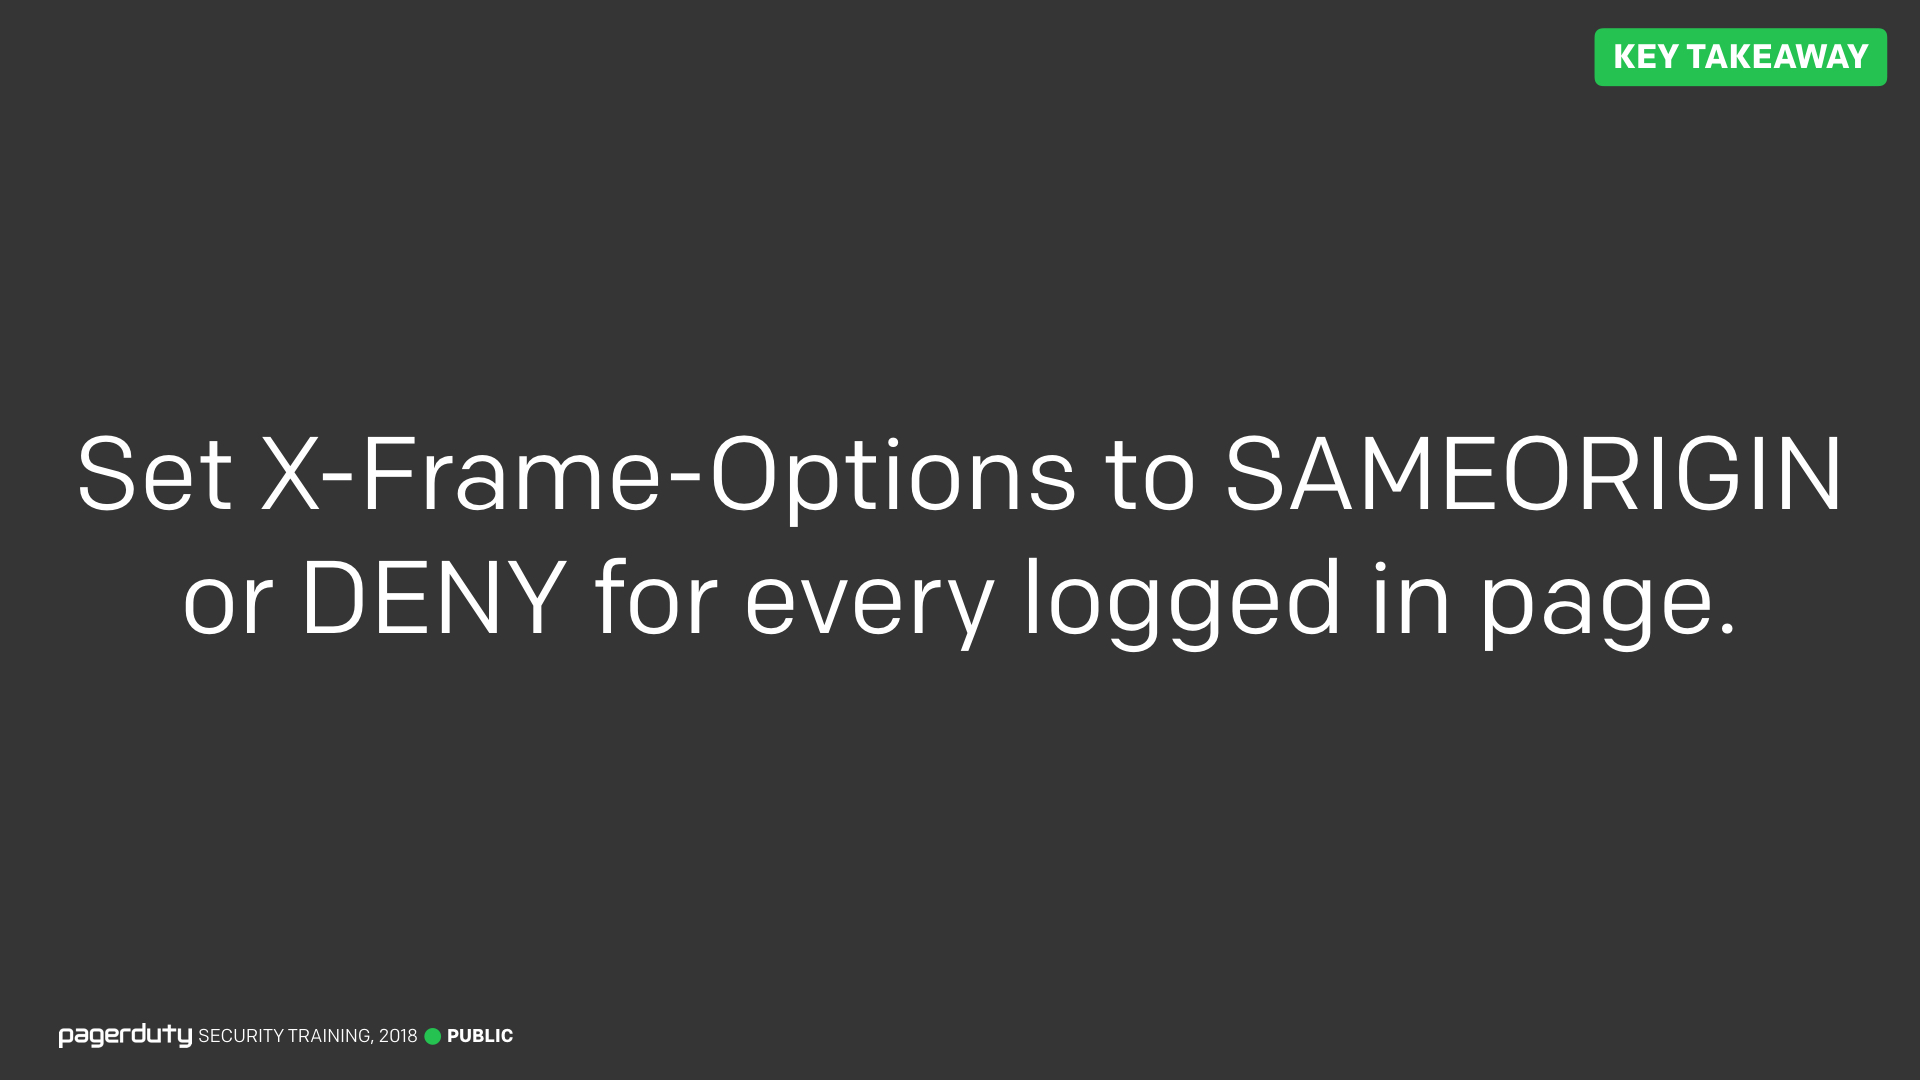 KEY TAKEAWAY
Set X-Frame-Options to SAMEORIGIN
or DENY for every logged in page.
pagerduty SECURITY TRAINING, 2018 PUBLIC